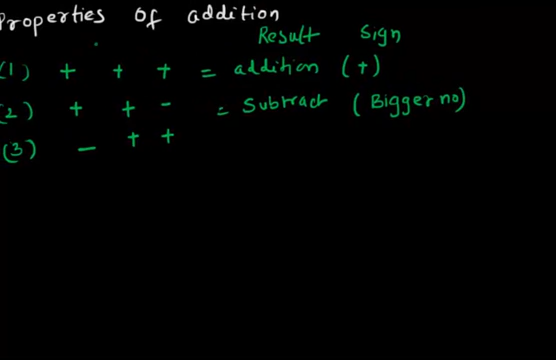 Properties of addition
Result Sign
(1) + + + = addition (+)
(2) + + - = Subtract (Bigger no)
(3) - + +